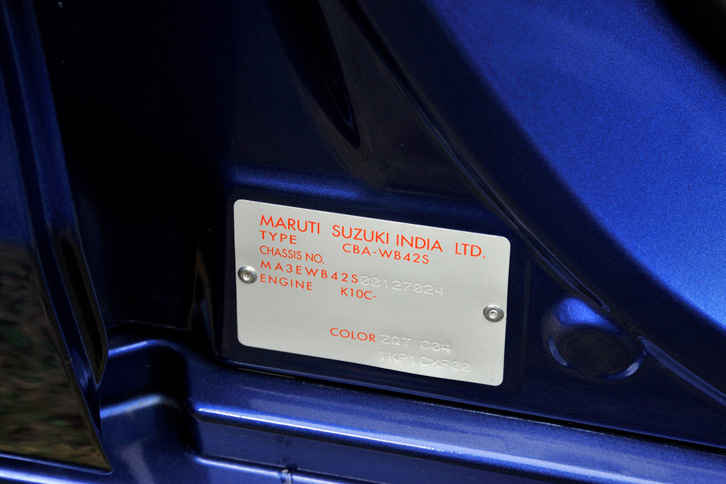 MARUTI SUZUKI INDIA LTD.
TYPE CBA-WB42S
CHASSIS NO.
MA3EWB42S00127024
ENGINE K10C-
COLOR ZQT C04
1KP1CXF00